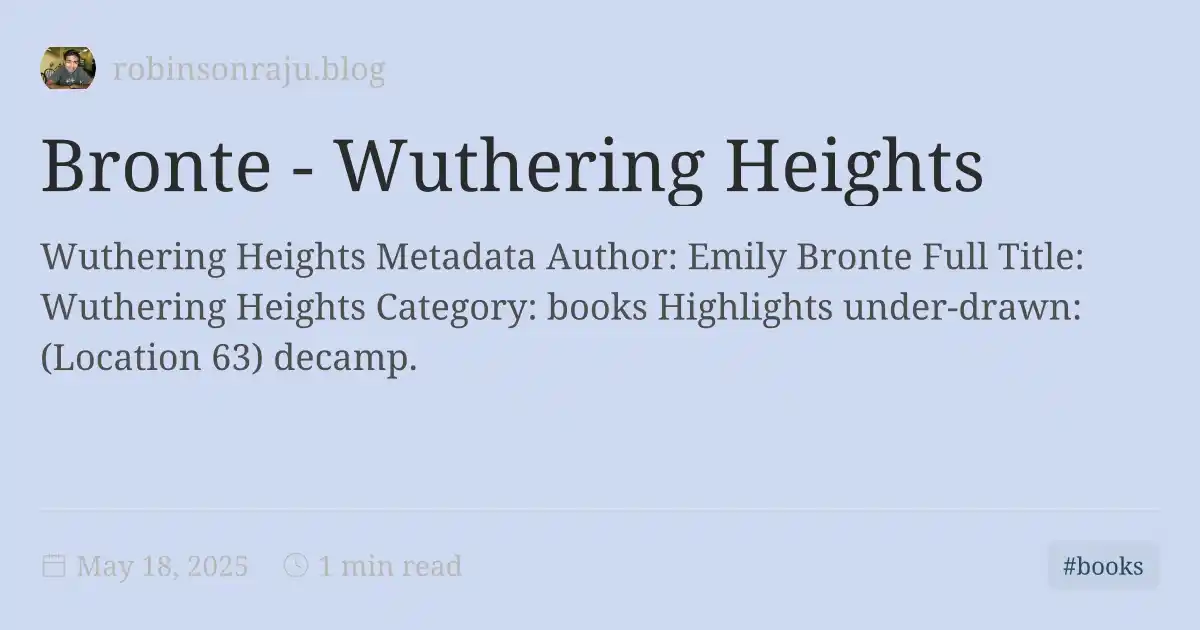 robinsonraju.blog
Bronte - Wuthering Heights
Wuthering Heights Metadata Author: Emily Bronte Full Title:
Wuthering Heights Category: books Highlights under-drawn:
(Location 63) decamp.
May 18, 2025 1 min read #books